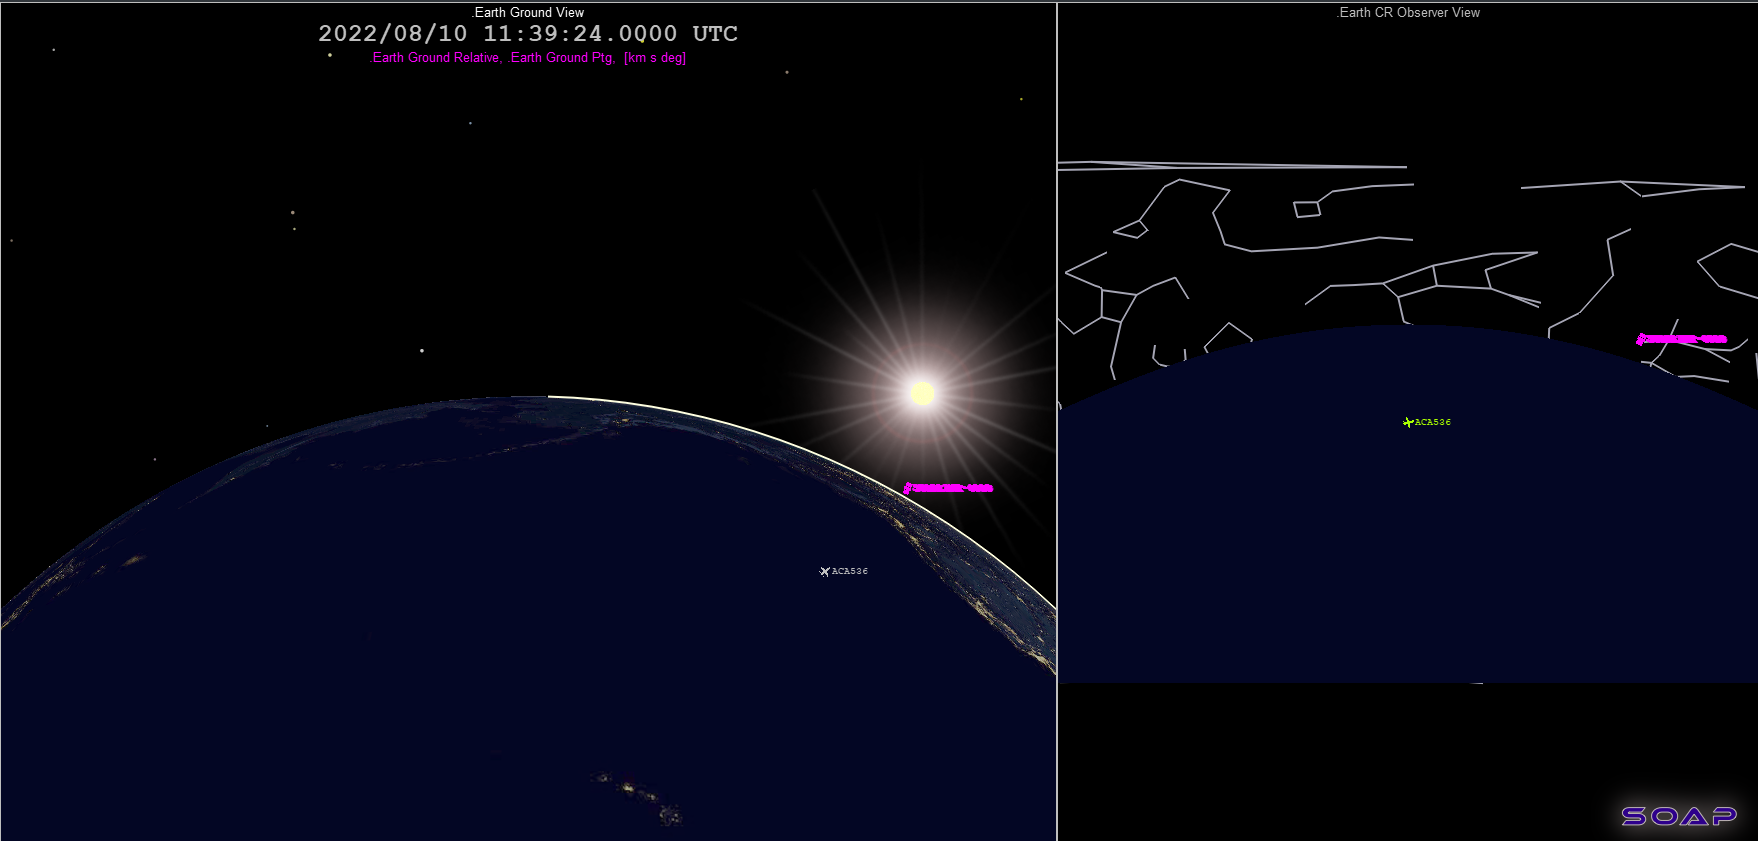 .Earth Ground View
2022/08/10 11:39:24.0000 UTC
.Earth Ground Relative, .Earth Ground Ptg, [km s deg]
ACA536
.Earth CR Observer View
ACA536
SOAP